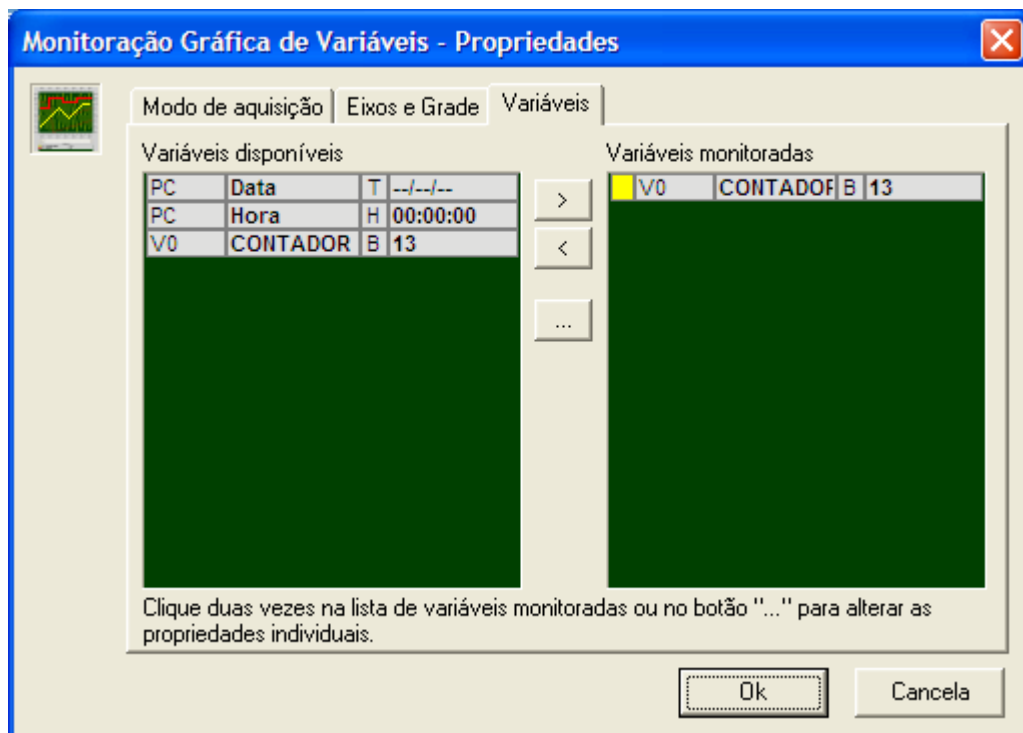 Monitoração Gráfica de Variáveis - Propriedades
Modo de aquisição Eixos e Grade Variáveis
Variáveis disponíveis
PC Data T --/--/--
PC Hora H 00:00:00
V0 CONTADOR B 13
>
<
...
Variáveis monitoradas
V0 CONTADOR B 13
Clique duas vezes na lista de variáveis monitoradas ou no botão "..." para alterar as
propriedades individuais.
Ok Cancela